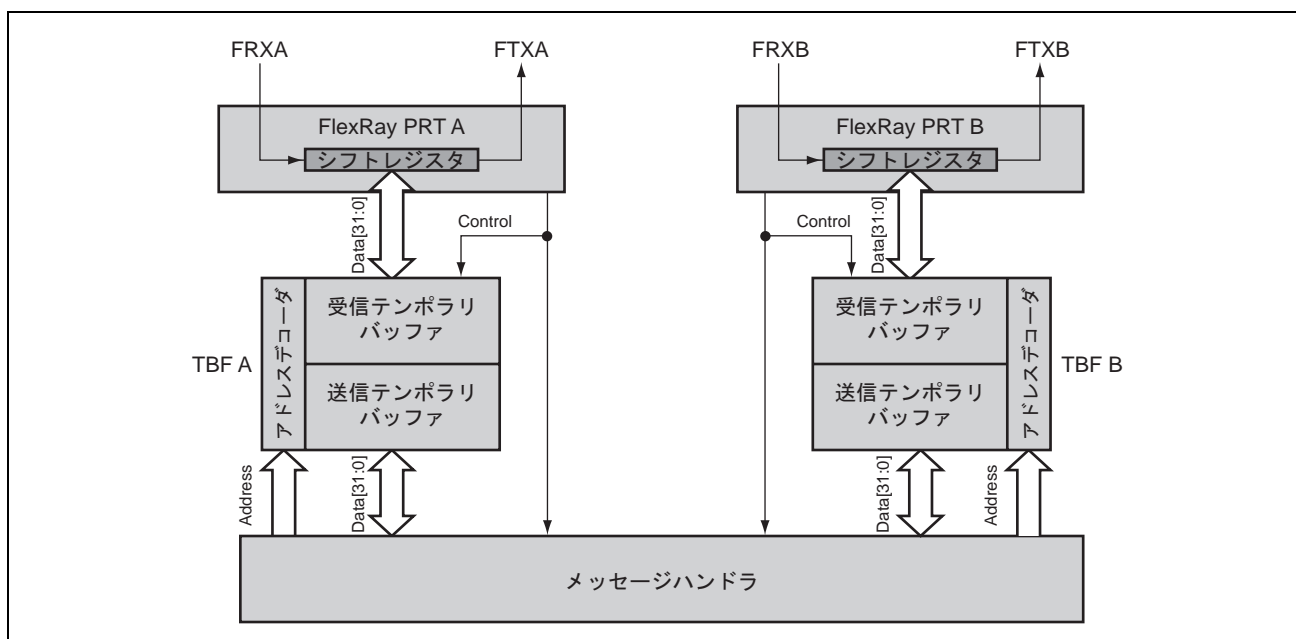 FRXA
FTXA
FRXB
FTXB
FlexRay PRT A
シフトレジスタ
FlexRay PRT B
シフトレジスタ
Data[31:0]
Control
Control
Data[31:0]
TBF A
アドレスデコーダ
受信テンポラリ
バッファ
送信テンポラリ
バッファ
受信テンポラリ
バッファ
送信テンポラリ
バッファ
アドレスデコーダ
TBF B
Address
Data[31:0]
Data[31:0]
Address
メッセージハンドラ